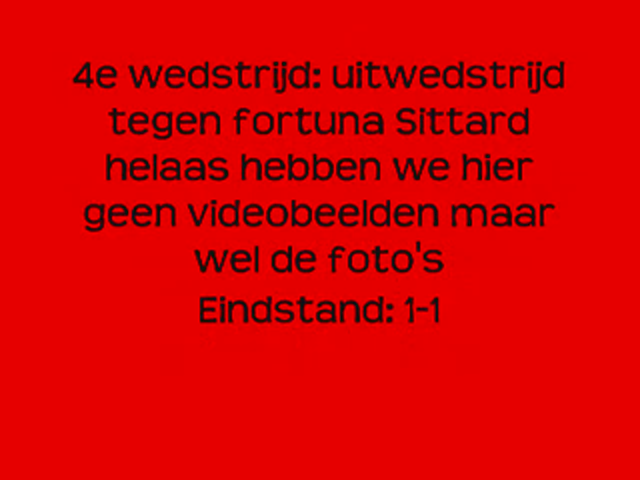 4e wedstrijd: uitwedstrijd
tegen fortuna Sittard
helaas hebben we hier
geen videobeelden maar
wel de foto's
Eindstand: 1-1